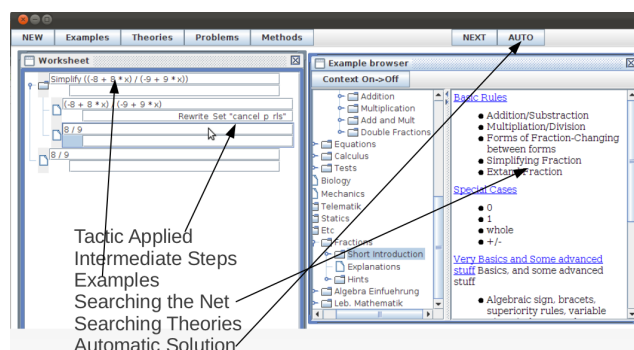 NEW Examples Theories Problems Methods NEXT AUTO
Worksheet
Simplify ((-8 + 8 * x) / (-9 + 9 * x))
(-8 + 8 * x) / (-9 + 9 * x)
Rewrite Set "cancel p rls"
8 / 9
8 / 9
Example browser
Context On->Off
Addition
Multiplication
Add and Mult
Double Fractions
Equations
Calculus
Tests
Biology
Mechanics
Telematik
Statics
Etc
Fractions
Short Introduction
Explanations
Hints
Algebra Einfuehrung
Leb. Mathematik
Basic Rules
Addition/Substraction
Multipliation/Division
Forms of Fraction-Changing
between forms
Simplifying Fraction
Extand Fraction
Special Cases
0
1
whole
+/-
Very Basics and Some advanced
stuff Basics, and some advanced
stuff
Algebraic sign, brackets,
superiority rules, variable
Tactic Applied
Intermediate Steps
Examples
Searching the Net
Searching Theories
Automatic Solution